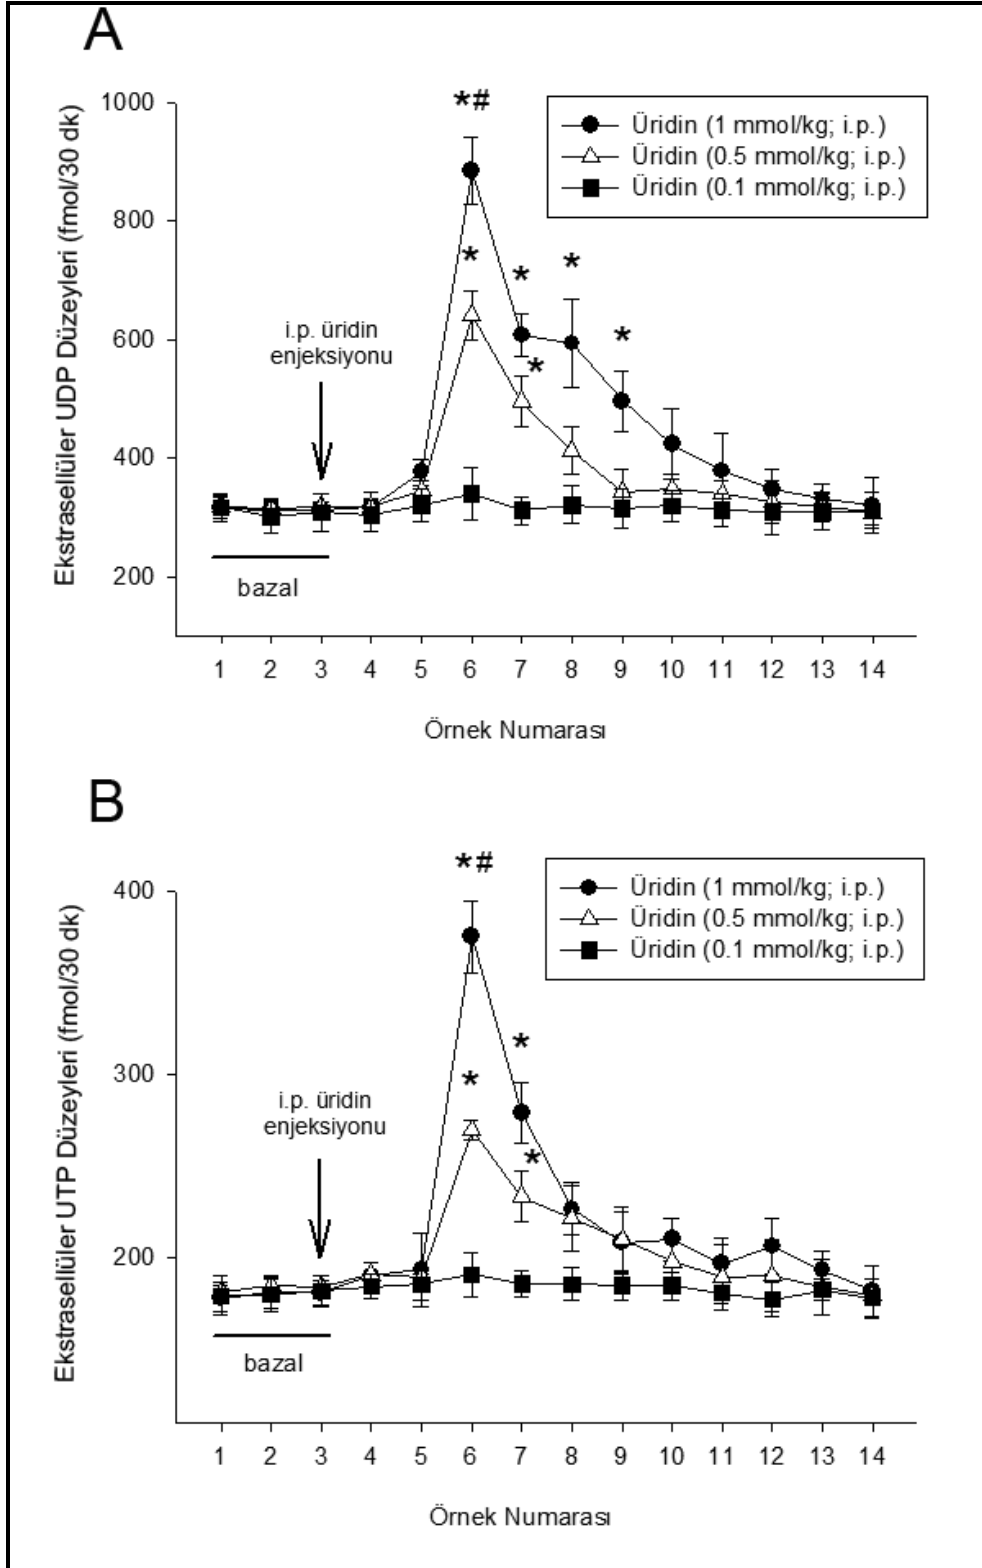 A
Ekstrasellüler UDP Düzeyleri (fmol/30 dk)
1000
800
600
400
200
*#
*
*
*
*
*
Üridin (1 mmol/kg; i.p.)
Üridin (0.5 mmol/kg; i.p.)
Üridin (0.1 mmol/kg; i.p.)
i.p. üridin
enjeksiyonu
bazal
1 2 3 4 5 6 7 8 9 10 11 12 13 14
Örnek Numarası
B
Ekstrasellüler UTP Düzeyleri (fmol/30 dk)
400
300
200
*#
*
*
*
Üridin (1 mmol/kg; i.p.)
Üridin (0.5 mmol/kg; i.p.)
Üridin (0.1 mmol/kg; i.p.)
i.p. üridin
enjeksiyonu
bazal
1 2 3 4 5 6 7 8 9 10 11 12 13 14
Örnek Numarası